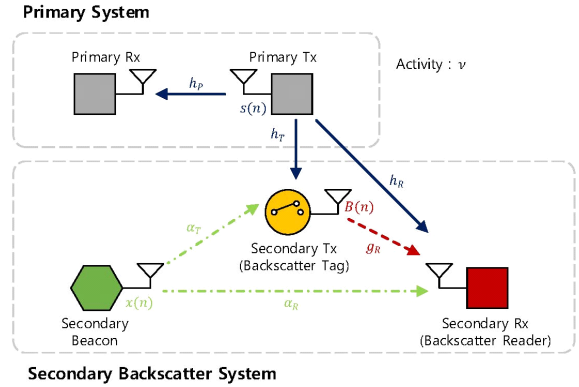 Primary System
Primary Rx
Primary Tx
Activity : ν
h_P
s(n)
h_T
h_R
B(n)
α_T
g_R
Secondary Tx
(Backscatter Tag)
x(n)
α_R
Secondary
Beacon
Secondary Rx
(Backscatter Reader)
Secondary Backscatter System